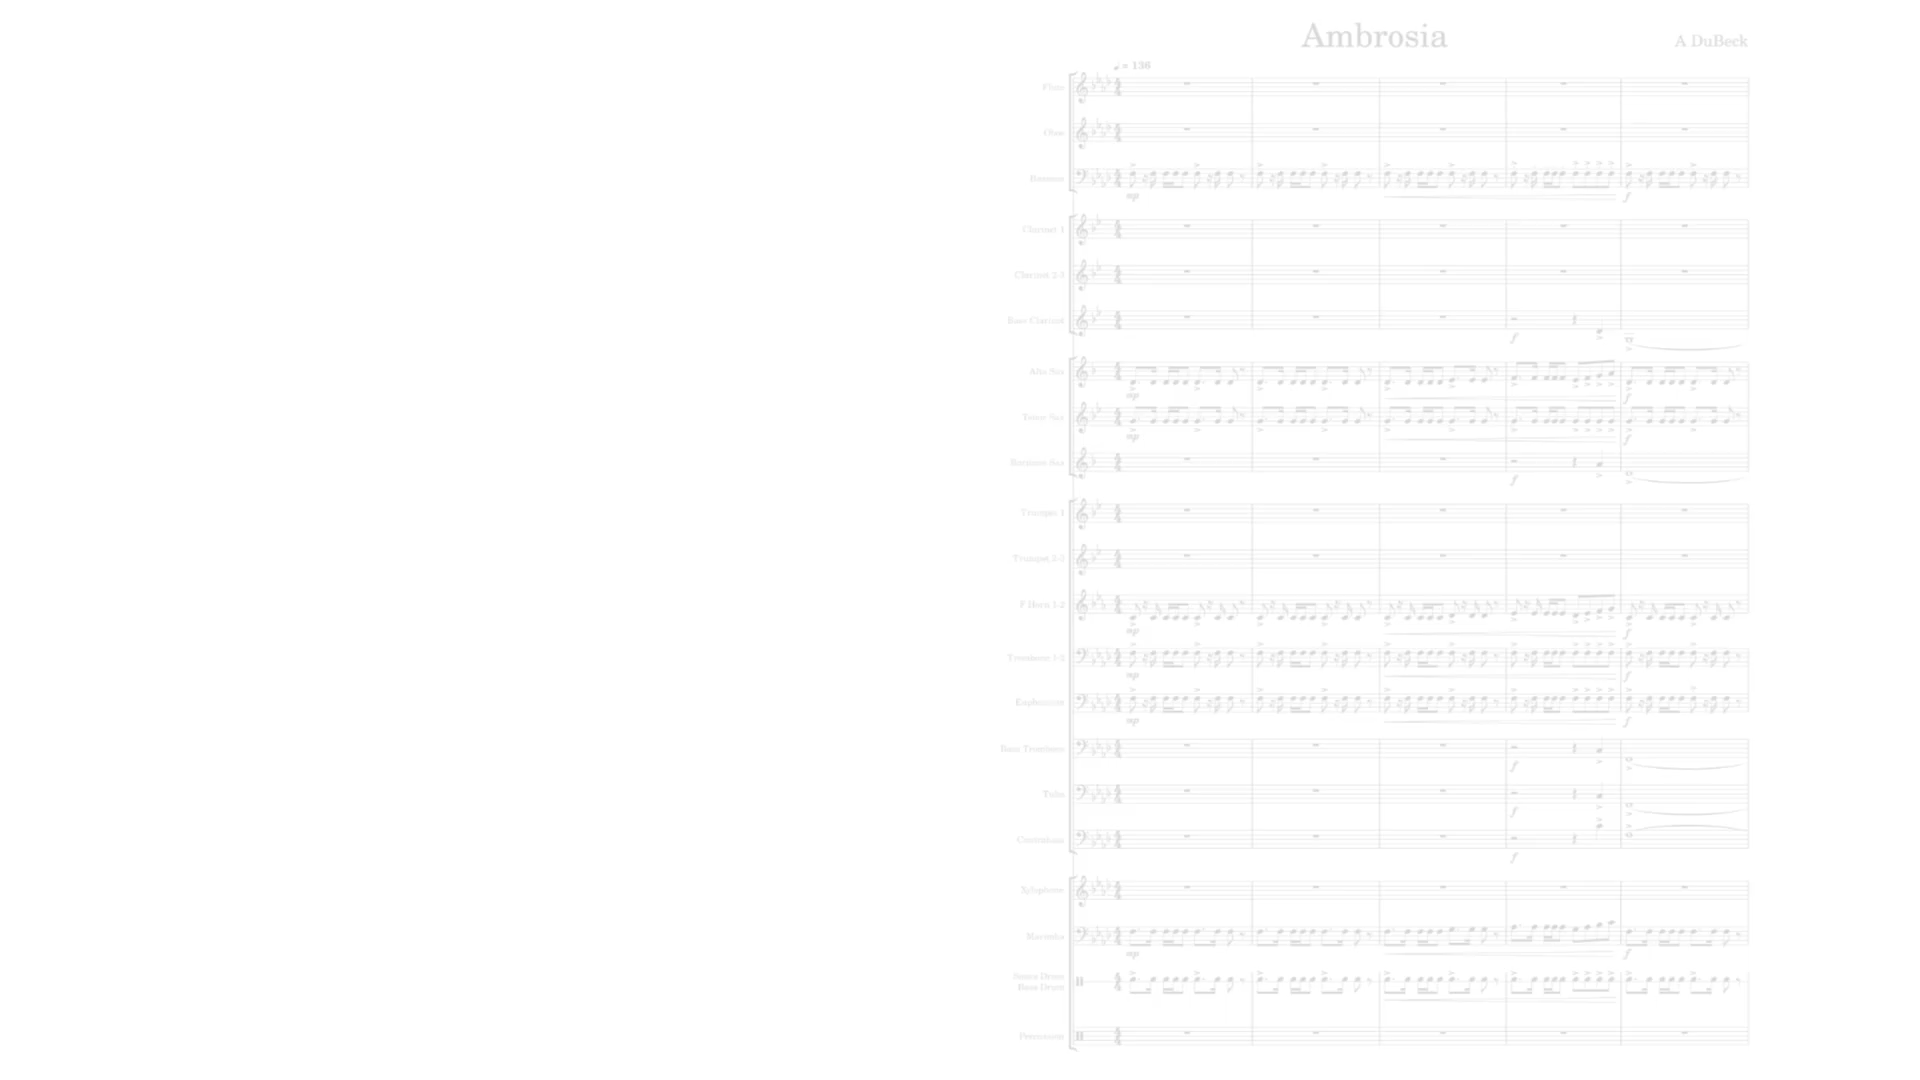 Ambrosia
A DuBeck
♩ = 136
Flute
Oboe
Bassoon
mp
f
Clarinet 1
Clarinet 2-3
Bass Clarinet
f
Alto Sax
mp
f
Tenor Sax
mp
f
Baritone Sax
f
Trumpet 1
Trumpet 2-3
F Horn 1-2
mp
f
Trombone 1-2
mp
f
Euphonium
mp
f
Bass Trombone
f
Tuba
f
Contrabass
f
Xylophone
Marimba
mp
f
Snare Drum
Bass Drum
Percussion